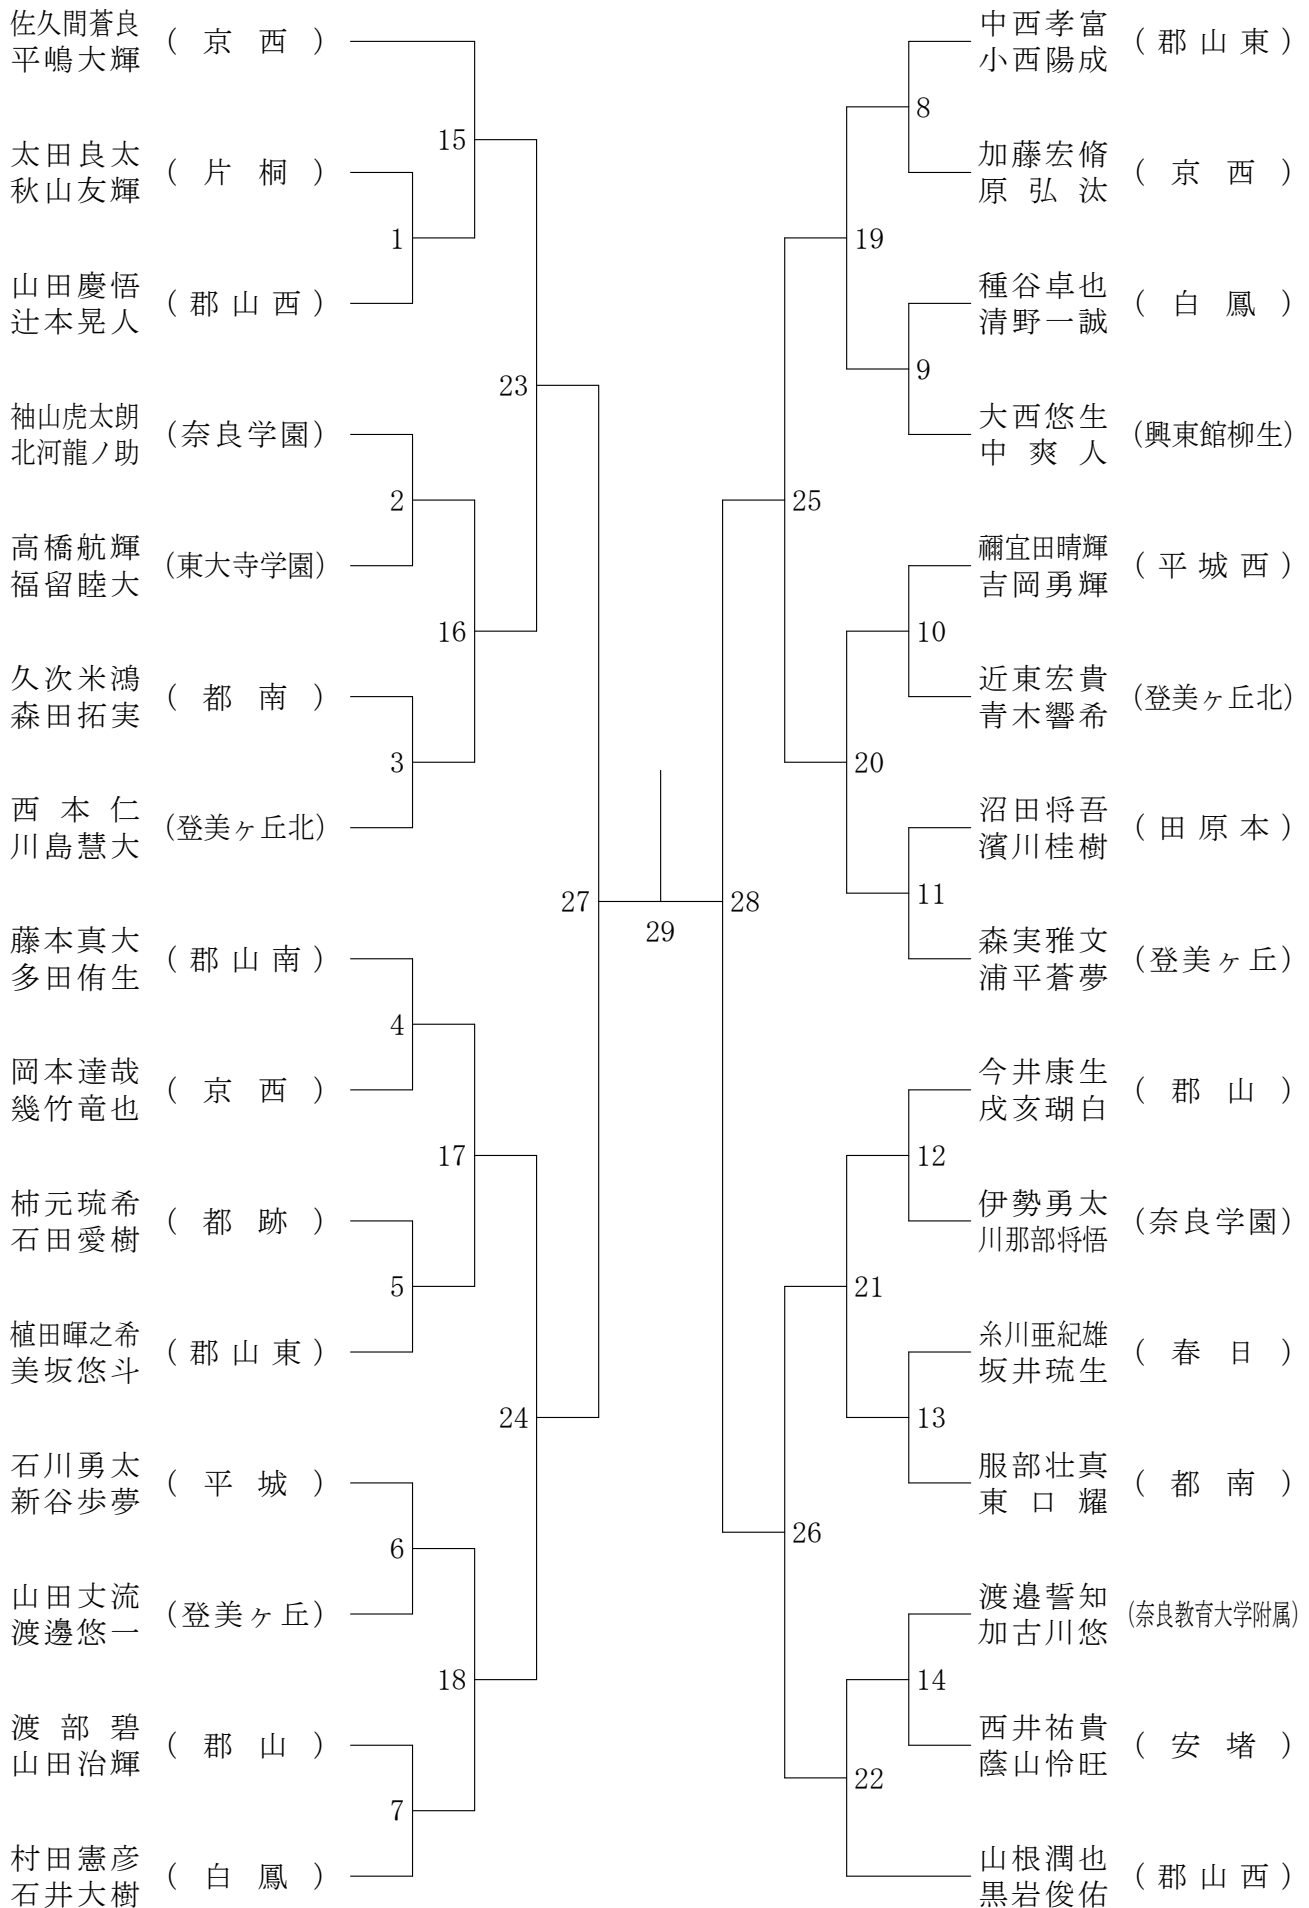 佐久間蒼良
平嶋大輝
(京西)
太田良太
秋山友輝
(片桐)
山田慶悟
辻本晃人
(郡山西)
袖山虎太朗
北河龍ノ助
(奈良学園)
高橋航輝
福留睦大
(東大寺学園)
久次米鴻
森田拓実
(都南)
西本仁
川島慧大
(登美ヶ丘北)
藤本真大
多田侑生
(郡山南)
岡本達哉
幾竹竜也
(京西)
柿元琉希
石田愛樹
(都跡)
植田暉之希
美坂悠斗
(郡山東)
石川勇太
新谷歩夢
(平城)
山田丈流
渡邊悠一
(登美ヶ丘)
渡部碧
山田治輝
(郡山)
村田憲彦
石井大樹
(白鳳)
1
2
3
4
5
6
7
15
16
17
18
23
24
27
29
28
25
26
19
20
21
22
8
9
10
11
12
13
14
中西孝富
小西陽成
(郡山東)
加藤宏脩
原弘汰
(京西)
種谷卓也
清野一誠
(白鳳)
大西悠生
中爽人
(興東館柳生)
禰宜田晴輝
吉岡勇輝
(平城西)
近東宏貴
青木響希
(登美ヶ丘北)
沼田将吾
濱川桂樹
(田原本)
森実雅文
浦平蒼夢
(登美ヶ丘)
今井康生
戌亥瑚白
(郡山)
伊勢勇太
川那部将悟
(奈良学園)
糸川亜紀雄
坂井琉生
(春日)
服部壮真
東口耀
(都南)
渡邉誓知
加古川悠
(奈良教育大学附属)
西井祐貴
蔭山怜旺
(安堵)
山根潤也
黒岩俊佑
(郡山西)